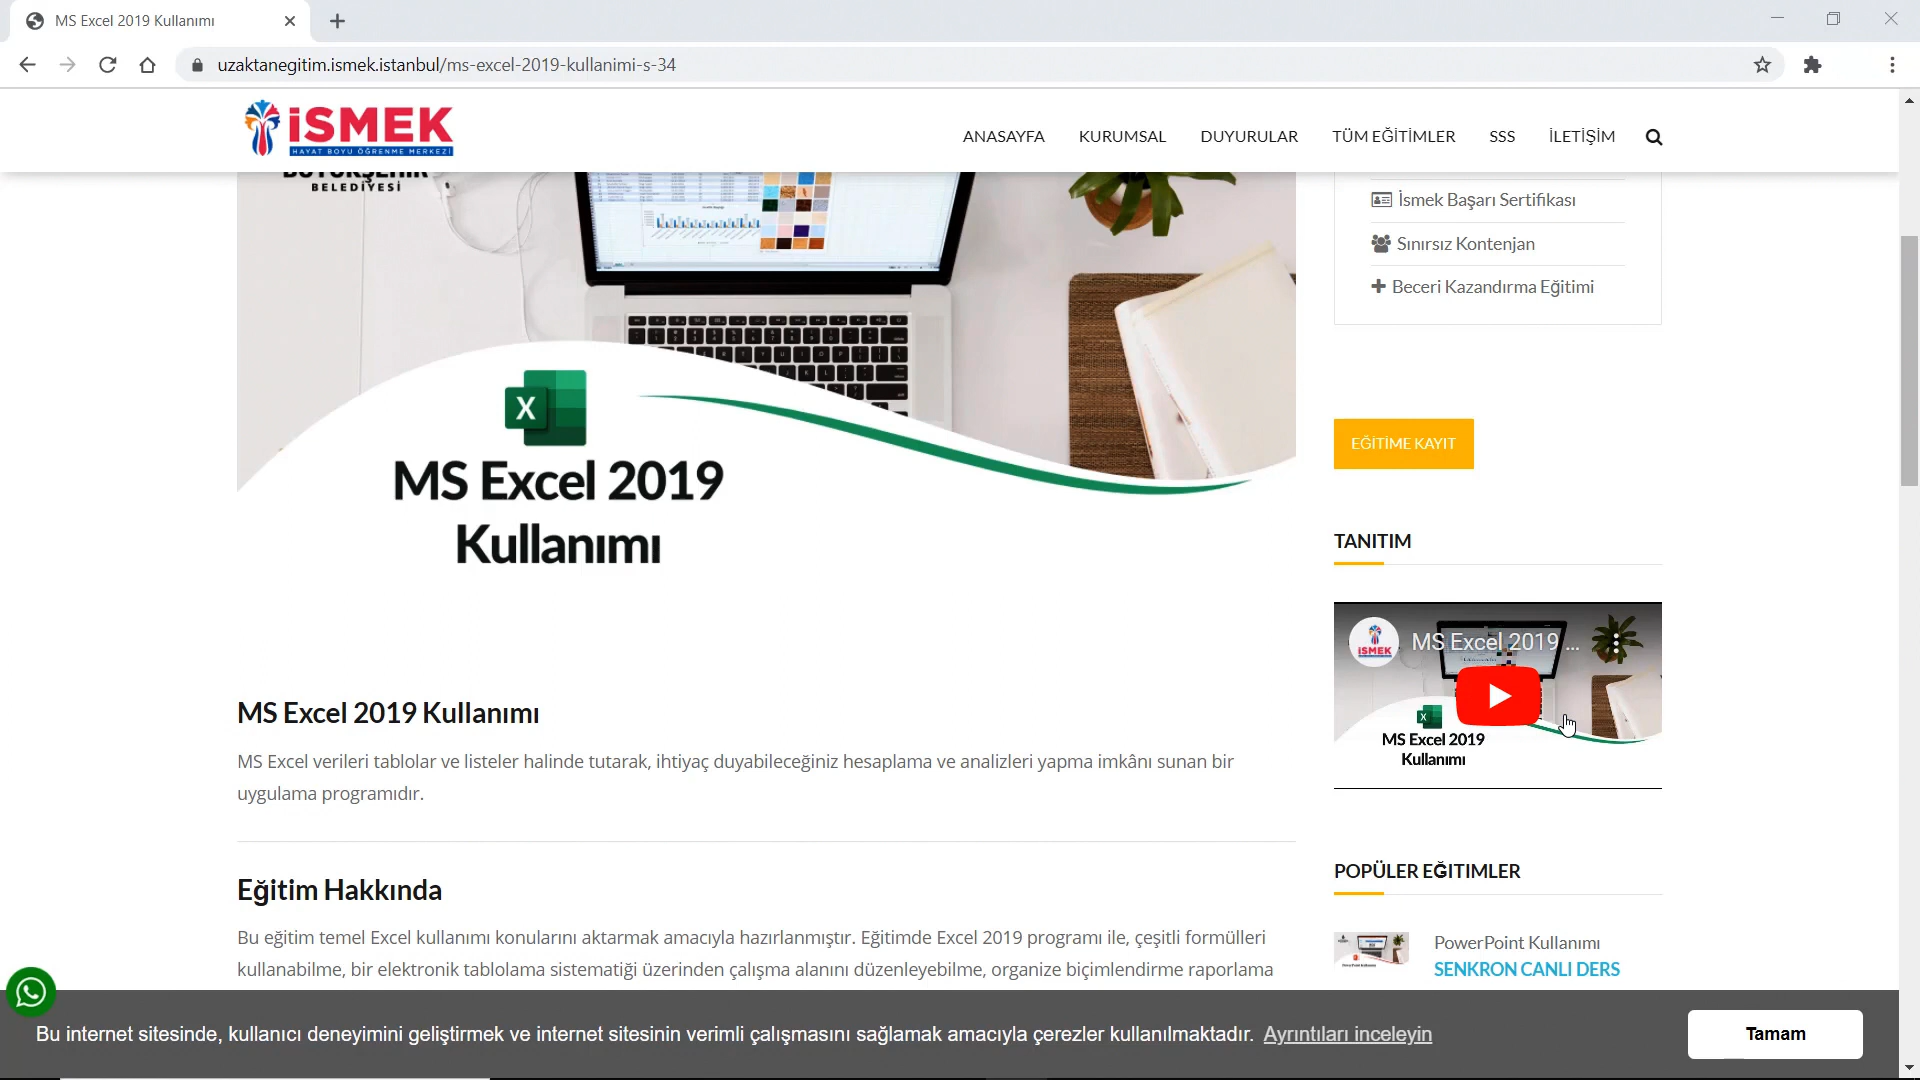 MS Excel 2019 Kullanımı
uzaktanegitim.ismek.istanbul/ms-excel-2019-kullanimi-s-34
iSMEK
HAYAT BOYU ÖĞRENME MERKEZİ
ANASAYFA KURUMSAL DUYURULAR TÜM EĞİTİMLER SSS İLETİŞİM
BELEDİYESİ
İsmek Başarı Sertifikası
Sınırsız Kontenjan
Beceri Kazandırma Eğitimi
X
MS Excel 2019
Kullanımı
EĞİTİME KAYIT
TANITIM
iSMEK
MS Excel 2019 ...
X
MS Excel 2019
Kullanımı
MS Excel 2019 Kullanımı
MS Excel verileri tablolar ve listeler halinde tutarak, ihtiyaç duyabileceğiniz hesaplama ve analizleri yapma imkânı sunan bir
uygulama programıdır.
Eğitim Hakkında
Bu eğitim temel Excel kullanımı konularını aktarmak amacıyla hazırlanmıştır. Eğitimde Excel 2019 programı ile, çeşitli formülleri
kullanabilme, bir elektronik tablolama sistematiği üzerinden çalışma alanını düzenleyebilme, organize biçimlendirme raporlama
POPÜLER EĞITIMLER
PowerPoint Kullanımı
SENKRON CANLI DERS
Bu internet sitesinde, kullanıcı deneyimini geliştirmek ve internet sitesinin verimli çalışmasını sağlamak amacıyla çerezler kullanılmaktadır. Ayrıntıları inceleyin
Tamam